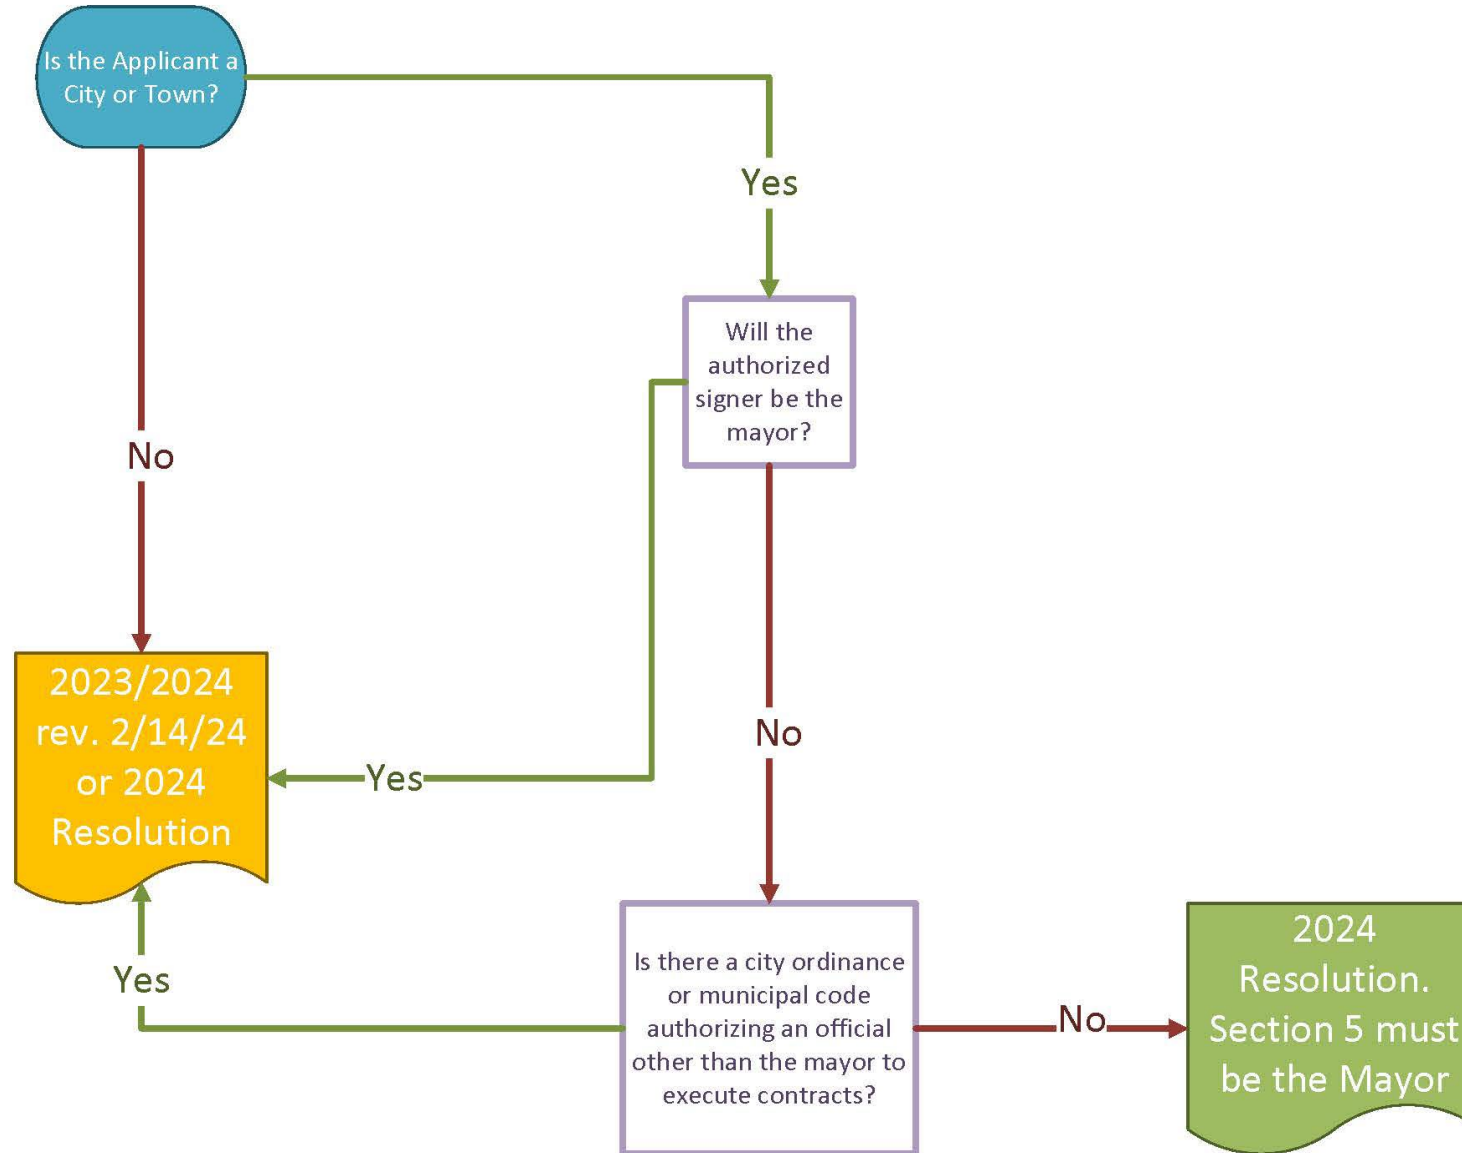 Is the Applicant a
City or Town?
Yes
Will the
authorized
signer be the
mayor?
No
2023/2024
rev. 2/14/24
or 2024
Resolution
Yes
No
Is there a city ordinance
or municipal code
authorizing an official
other than the mayor to
execute contracts?
Yes
No
2024
Resolution.
Section 5 must
be the Mayor